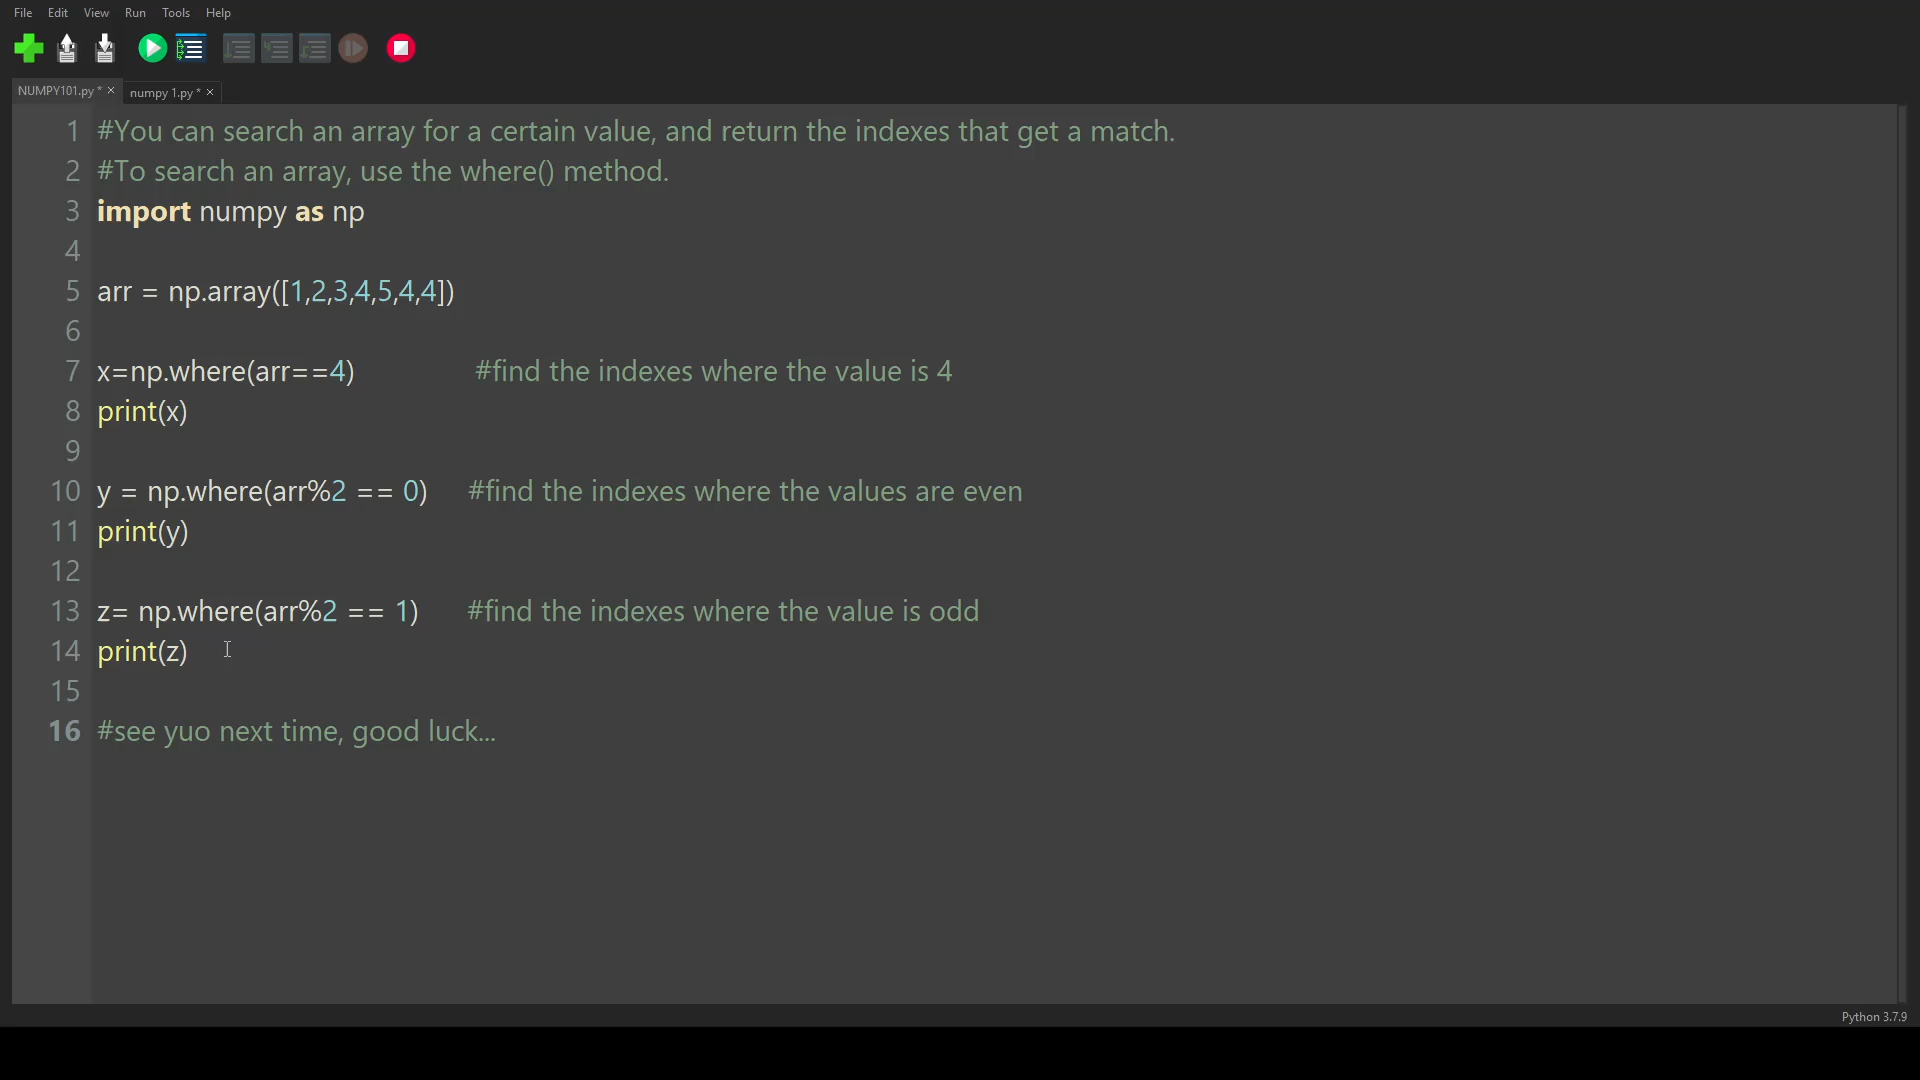 File Edit View Run Tools Help
NUMPY101.py * × numpy 1.py * ×
1 #You can search an array for a certain value, and return the indexes that get a match.
2 #To search an array, use the where() method.
3 import numpy as np
4
5 arr = np.array([1,2,3,4,5,4,4])
6
7 x=np.where(arr==4) #find the indexes where the value is 4
8 print(x)
9
10 y = np.where(arr%2 == 0) #find the indexes where the values are even
11 print(y)
12
13 z= np.where(arr%2 == 1) #find the indexes where the value is odd
14 print(z)
15
16 #see yuo next time, good luck...
Python 3.7.9